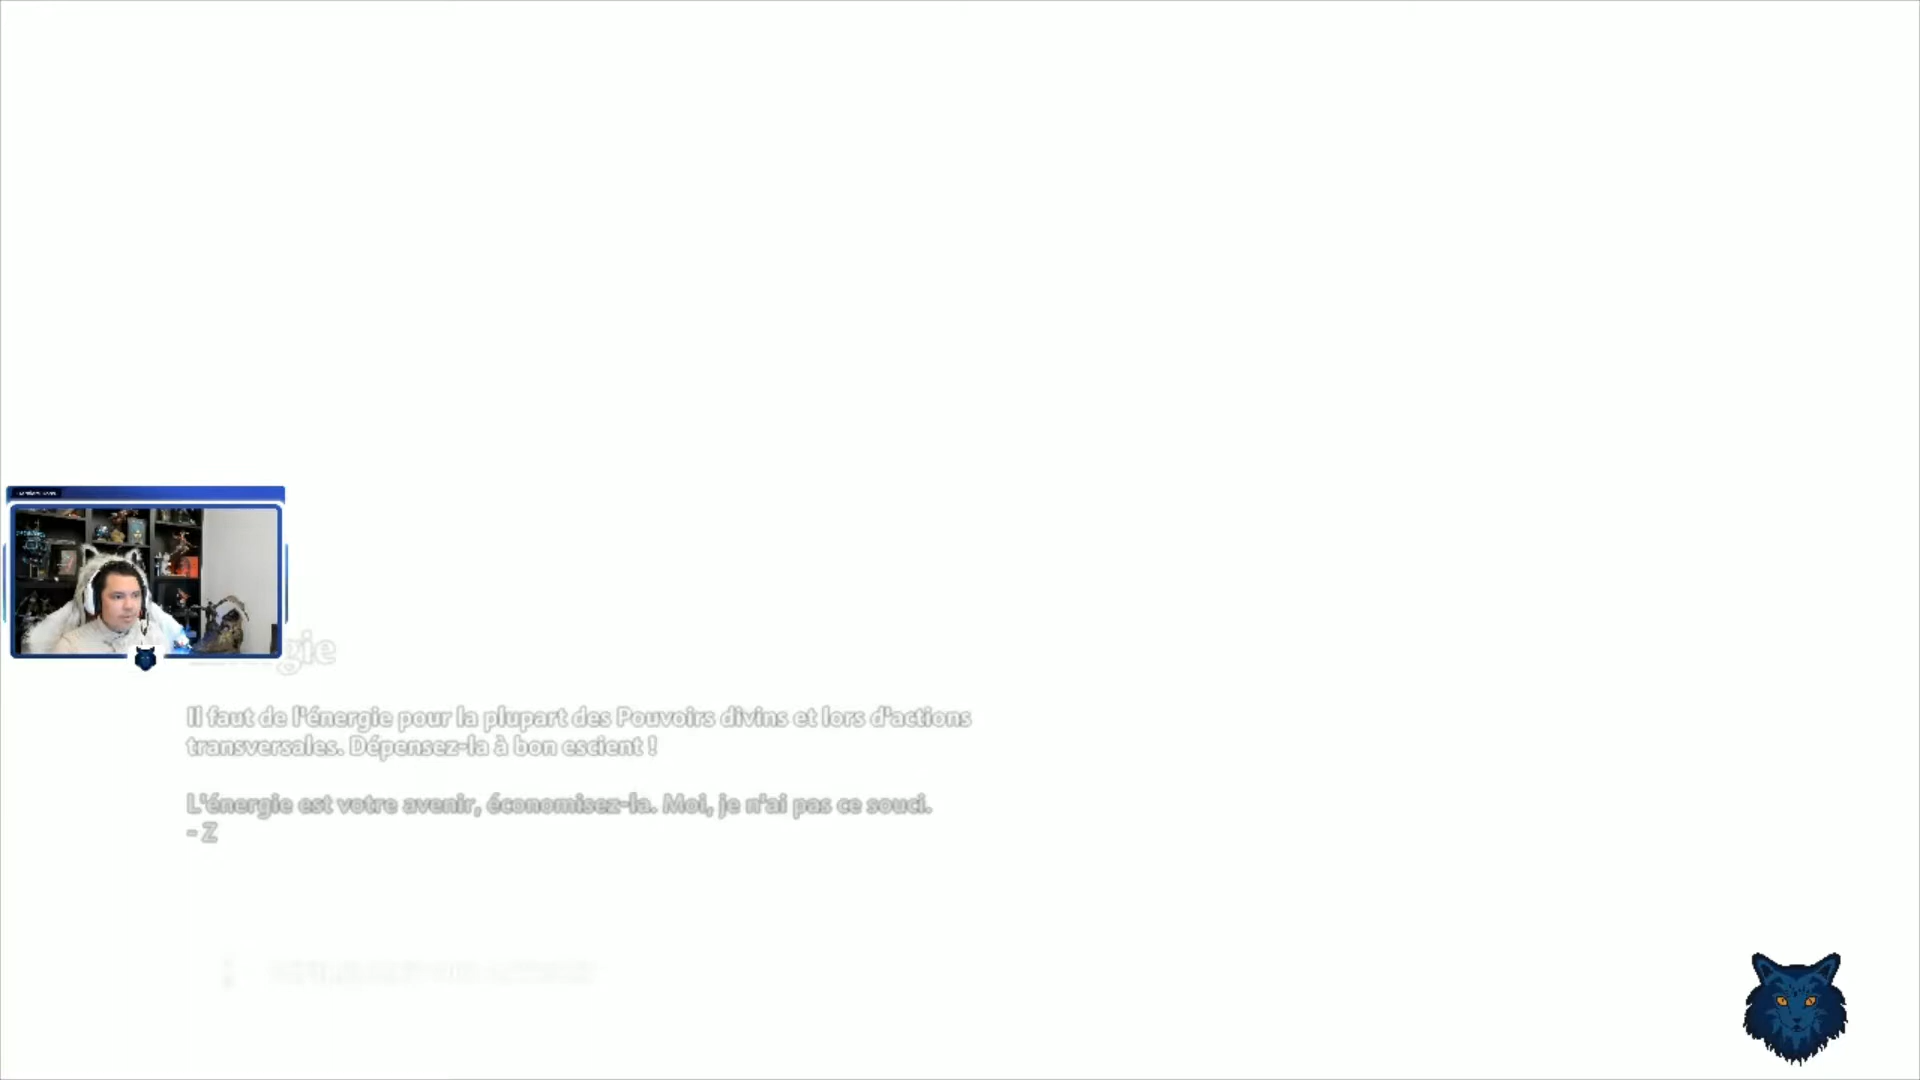 gie
Il faut de l'énergie pour la plupart des Pouvoirs divins et lors d'actions
transversales. Dépensez-la à bon escient !
L'énergie est votre avenir, économisez-la. Moi, je n'ai pas ce souci.
- Z